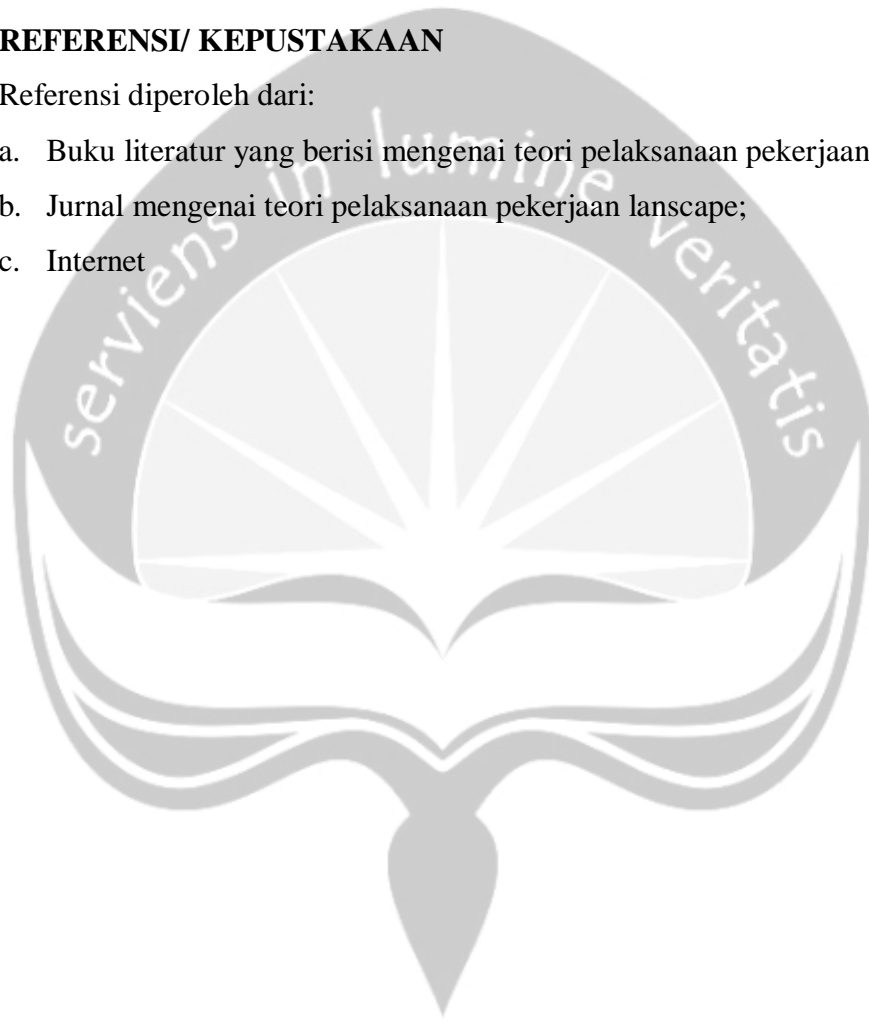 REFERENSI/ KEPUSTAKAAN
Referensi diperoleh dari:
a. Buku literatur yang berisi mengenai teori pelaksanaan pekerjaan
b. Jurnal mengenai teori pelaksanaan pekerjaan lanscape;
c. Internet
serviens in lumine veritatis